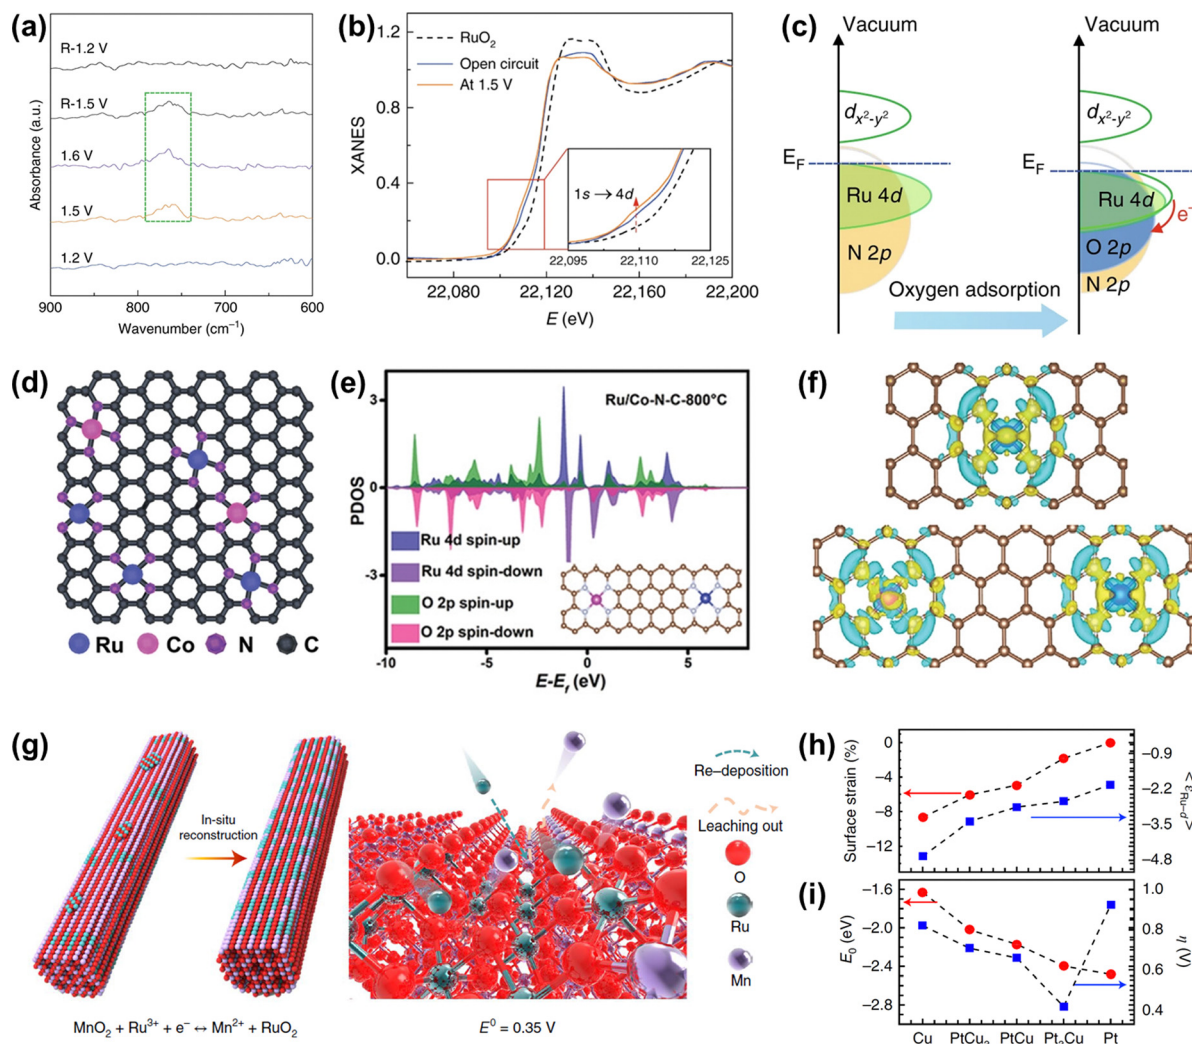 (a)
R-1.2 V
R-1.5 V
1.6 V
1.5 V
1.2 V
Absorbance (a.u.)
900 800 700 600
Wavenumber (cm⁻¹)
(b)
RuO₂
Open circuit
At 1.5 V
1s → 4d
22,095 22,110 22,125
XANES
1.2
0.8
0.4
0.0
22,080 22,120 22,160 22,200
E (eV)
(c)
Vacuum
Vacuum
dx²-y²
dx²-y²
E_F
E_F
Ru 4d
Ru 4d
e⁻
N 2p
O 2p
N 2p
Oxygen adsorption
(d)
Ru Co N C
(e)
Ru/Co-N-C-800°C
PDOS
3
0
-3
Ru 4d spin-up
Ru 4d spin-down
O 2p spin-up
O 2p spin-down
-10 -5 0 5
E-E_f (eV)
(f)
(g)
In-situ
reconstruction
MnO₂ + Ru³⁺ + e⁻ ↔ Mn²⁺ + RuO₂
E⁰ = 0.35 V
Re-deposition
Leaching out
O
Ru
Mn
(h)
Surface strain (%)
0
−4
−8
−12
−0.9
−2.2
−3.5
−4.8
< ε_Ru−d >
(i)
E₀ (eV)
−1.6
−2.0
−2.4
−2.8
1.0
0.8
0.6
0.4
η (V)
Cu PtCu₃ PtCu Pt₃Cu Pt